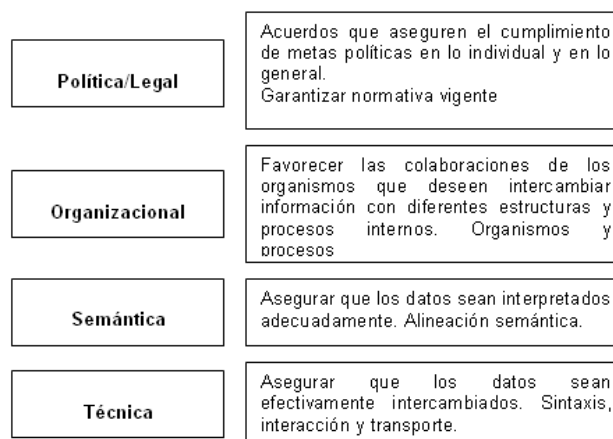 Política/Legal
Acuerdos que aseguren el cumplimiento
de metas políticas en lo individual y en lo
general.
Garantizar normativa vigente
Organizacional
Favorecer las colaboraciones de los
organismos que deseen intercambiar
información con diferentes estructuras y
procesos internos. Organismos y
procesos
Semántica
Asegurar que los datos sean interpretados
adecuadamente. Alineación semántica.
Técnica
Asegurar que los datos sean
efectivamente intercambiados. Sintaxis,
interacción y transporte.